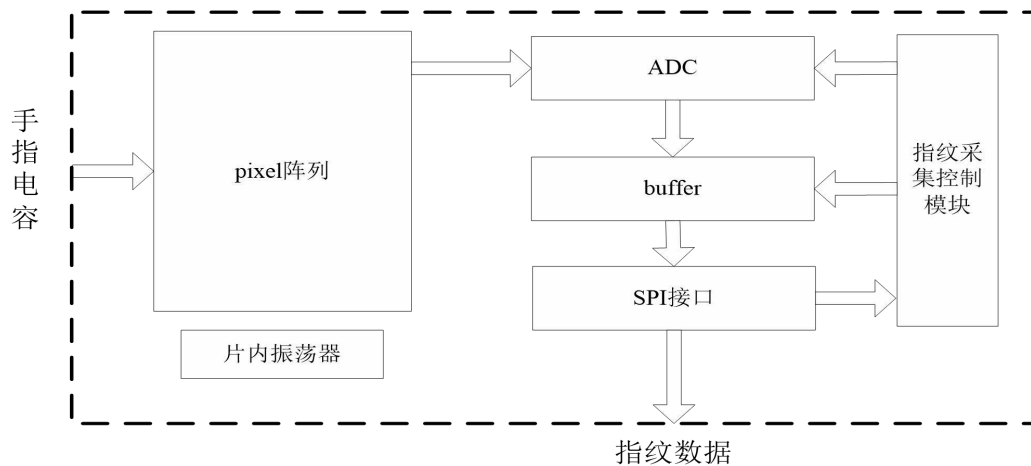 手指电容
pixel阵列
片内振荡器
ADC
buffer
SPI接口
指纹采
集控制
模块
指纹数据